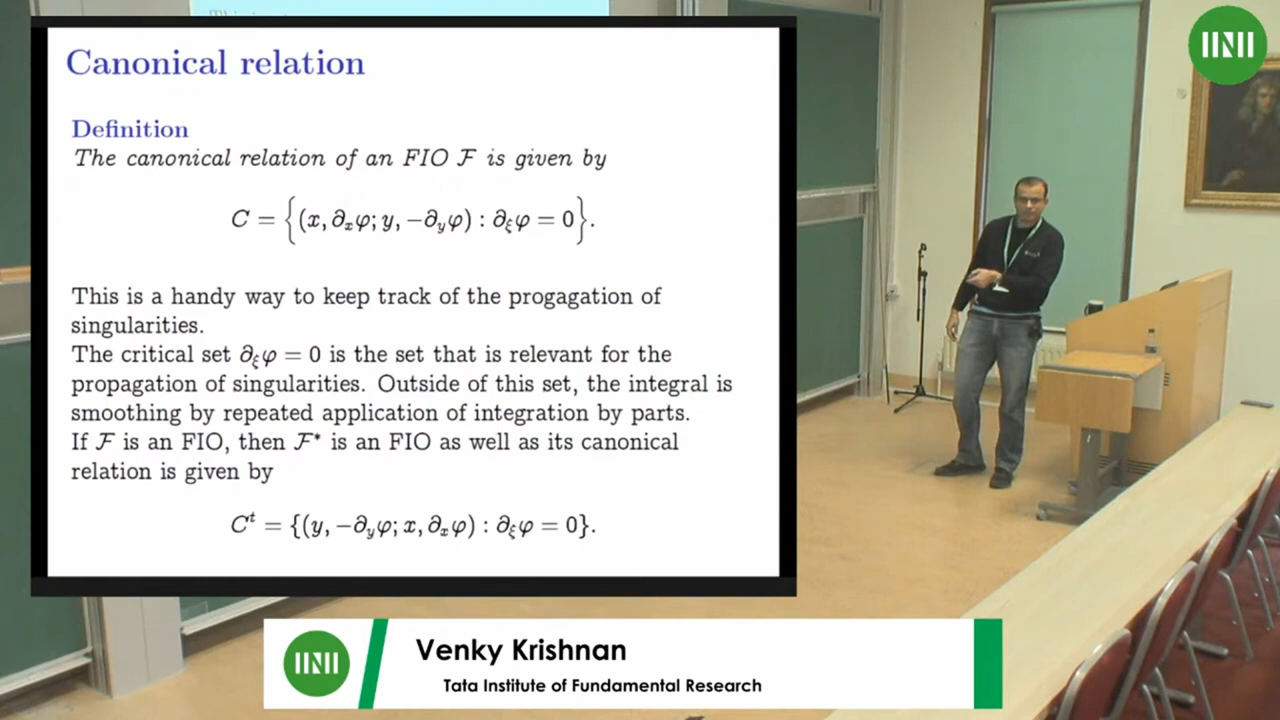 Canonical relation
Definition
The canonical relation of an FIO ℱ is given by
C = {(x, ∂ₓφ; y, −∂_yφ) : ∂_ξφ = 0}.
This is a handy way to keep track of the progagation of
singularities.
The critical set ∂_ξφ = 0 is the set that is relevant for the
propagation of singularities. Outside of this set, the integral is
smoothing by repeated application of integration by parts.
If ℱ is an FIO, then ℱ* is an FIO as well as its canonical
relation is given by
Cᵗ = {(y, −∂_yφ; x, ∂ₓφ) : ∂_ξφ = 0}.
Venky Krishnan
Tata Institute of Fundamental Research